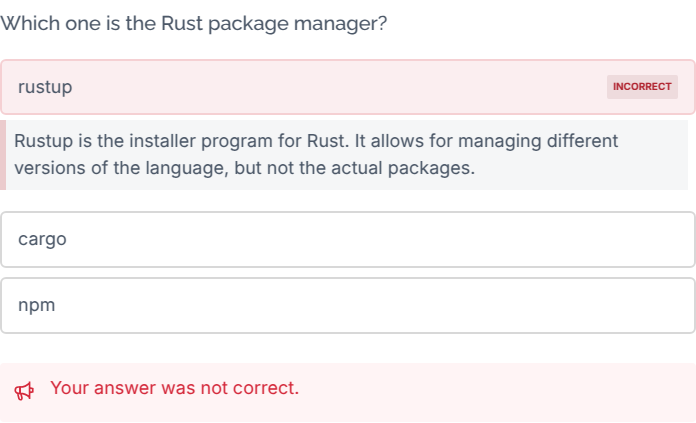 Which one is the Rust package manager?
rustup
INCORRECT
Rustup is the installer program for Rust. It allows for managing different
versions of the language, but not the actual packages.
cargo
npm
Your answer was not correct.